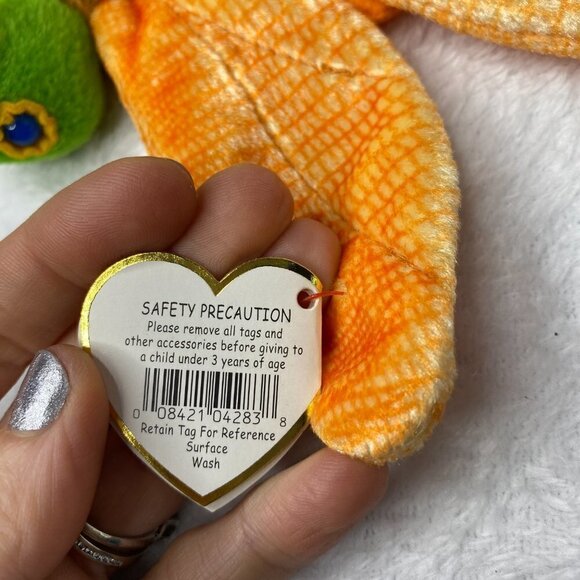 SAFETY PRECAUTION
Please remove all tags and
other accessories before giving to
a child under 3 years of age
0 08421 04283 8
Retain Tag For Reference
Surface
Wash